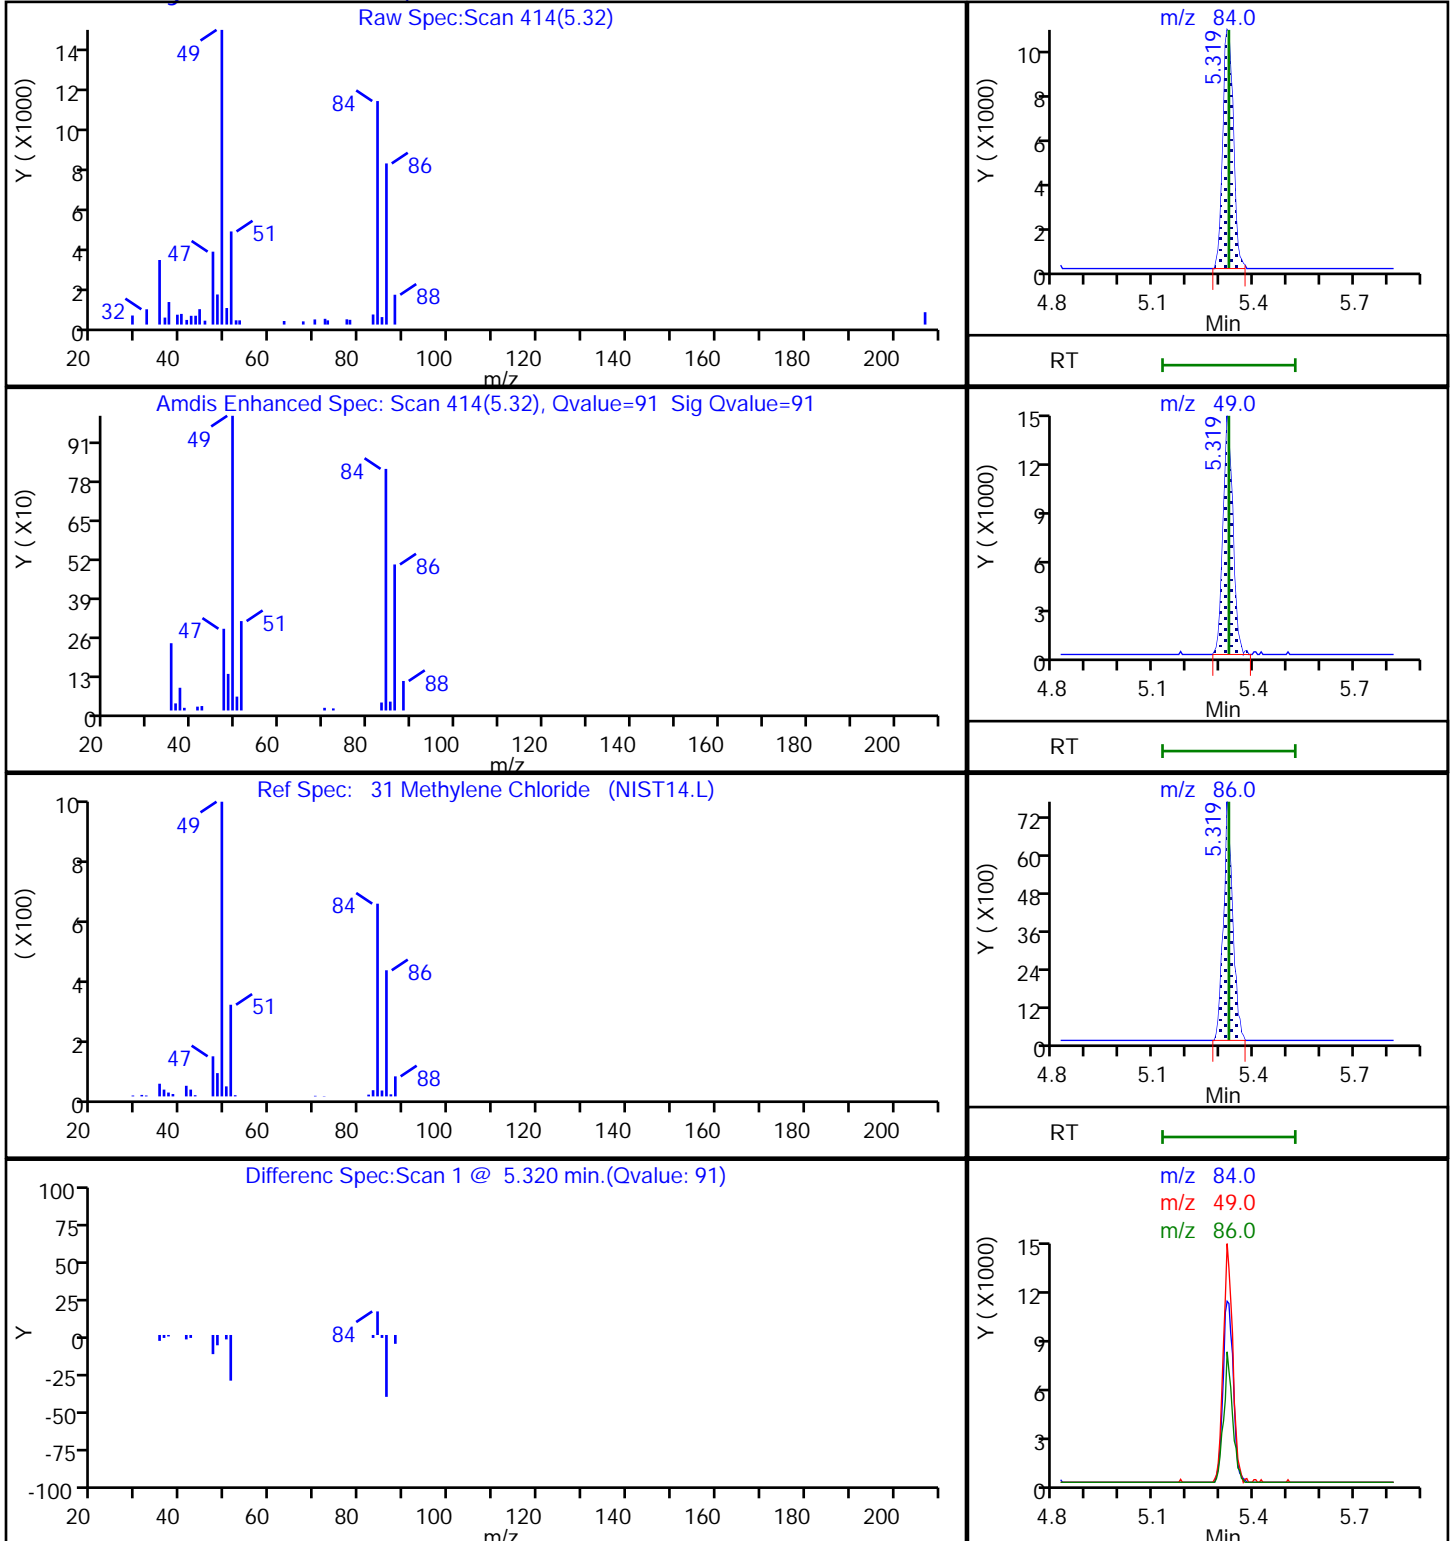 Raw Spec:Scan 414(5.32)
Y ( X1000)
14
12
10
8
6
4
2
0
49
84
86
47
51
32
88
20 40 60 80 100 120 140 160 180 200
m/z
m/z 84.0
Y ( X1000)
10
8
6
4
2
0
5.319
4.8 5.1 5.4 5.7
Min
RT
Amdis Enhanced Spec: Scan 414(5.32), Qvalue=91 Sig Qvalue=91
Y ( X10)
91
78
65
52
39
26
13
0
49
84
86
47
51
88
20 40 60 80 100 120 140 160 180 200
m/z
m/z 49.0
Y ( X1000)
15
12
9
6
3
0
5.319
4.8 5.1 5.4 5.7
Min
RT
Ref Spec: 31 Methylene Chloride (NIST14.L)
( X100)
10
8
6
4
2
0
49
84
86
51
47
88
20 40 60 80 100 120 140 160 180 200
m/z 86.0
Y ( X100)
72
60
48
36
24
12
0
5.319
4.8 5.1 5.4 5.7
Min
RT
Differenc Spec:Scan 1 @ 5.320 min.(Qvalue: 91)
Y
100
75
50
25
0
-25
-50
-75
-100
84
20 40 60 80 100 120 140 160 180 200
m/z
m/z 84.0
m/z 49.0
m/z 86.0
Y ( X1000)
15
12
9
6
3
0
4.8 5.1 5.4 5.7
Min